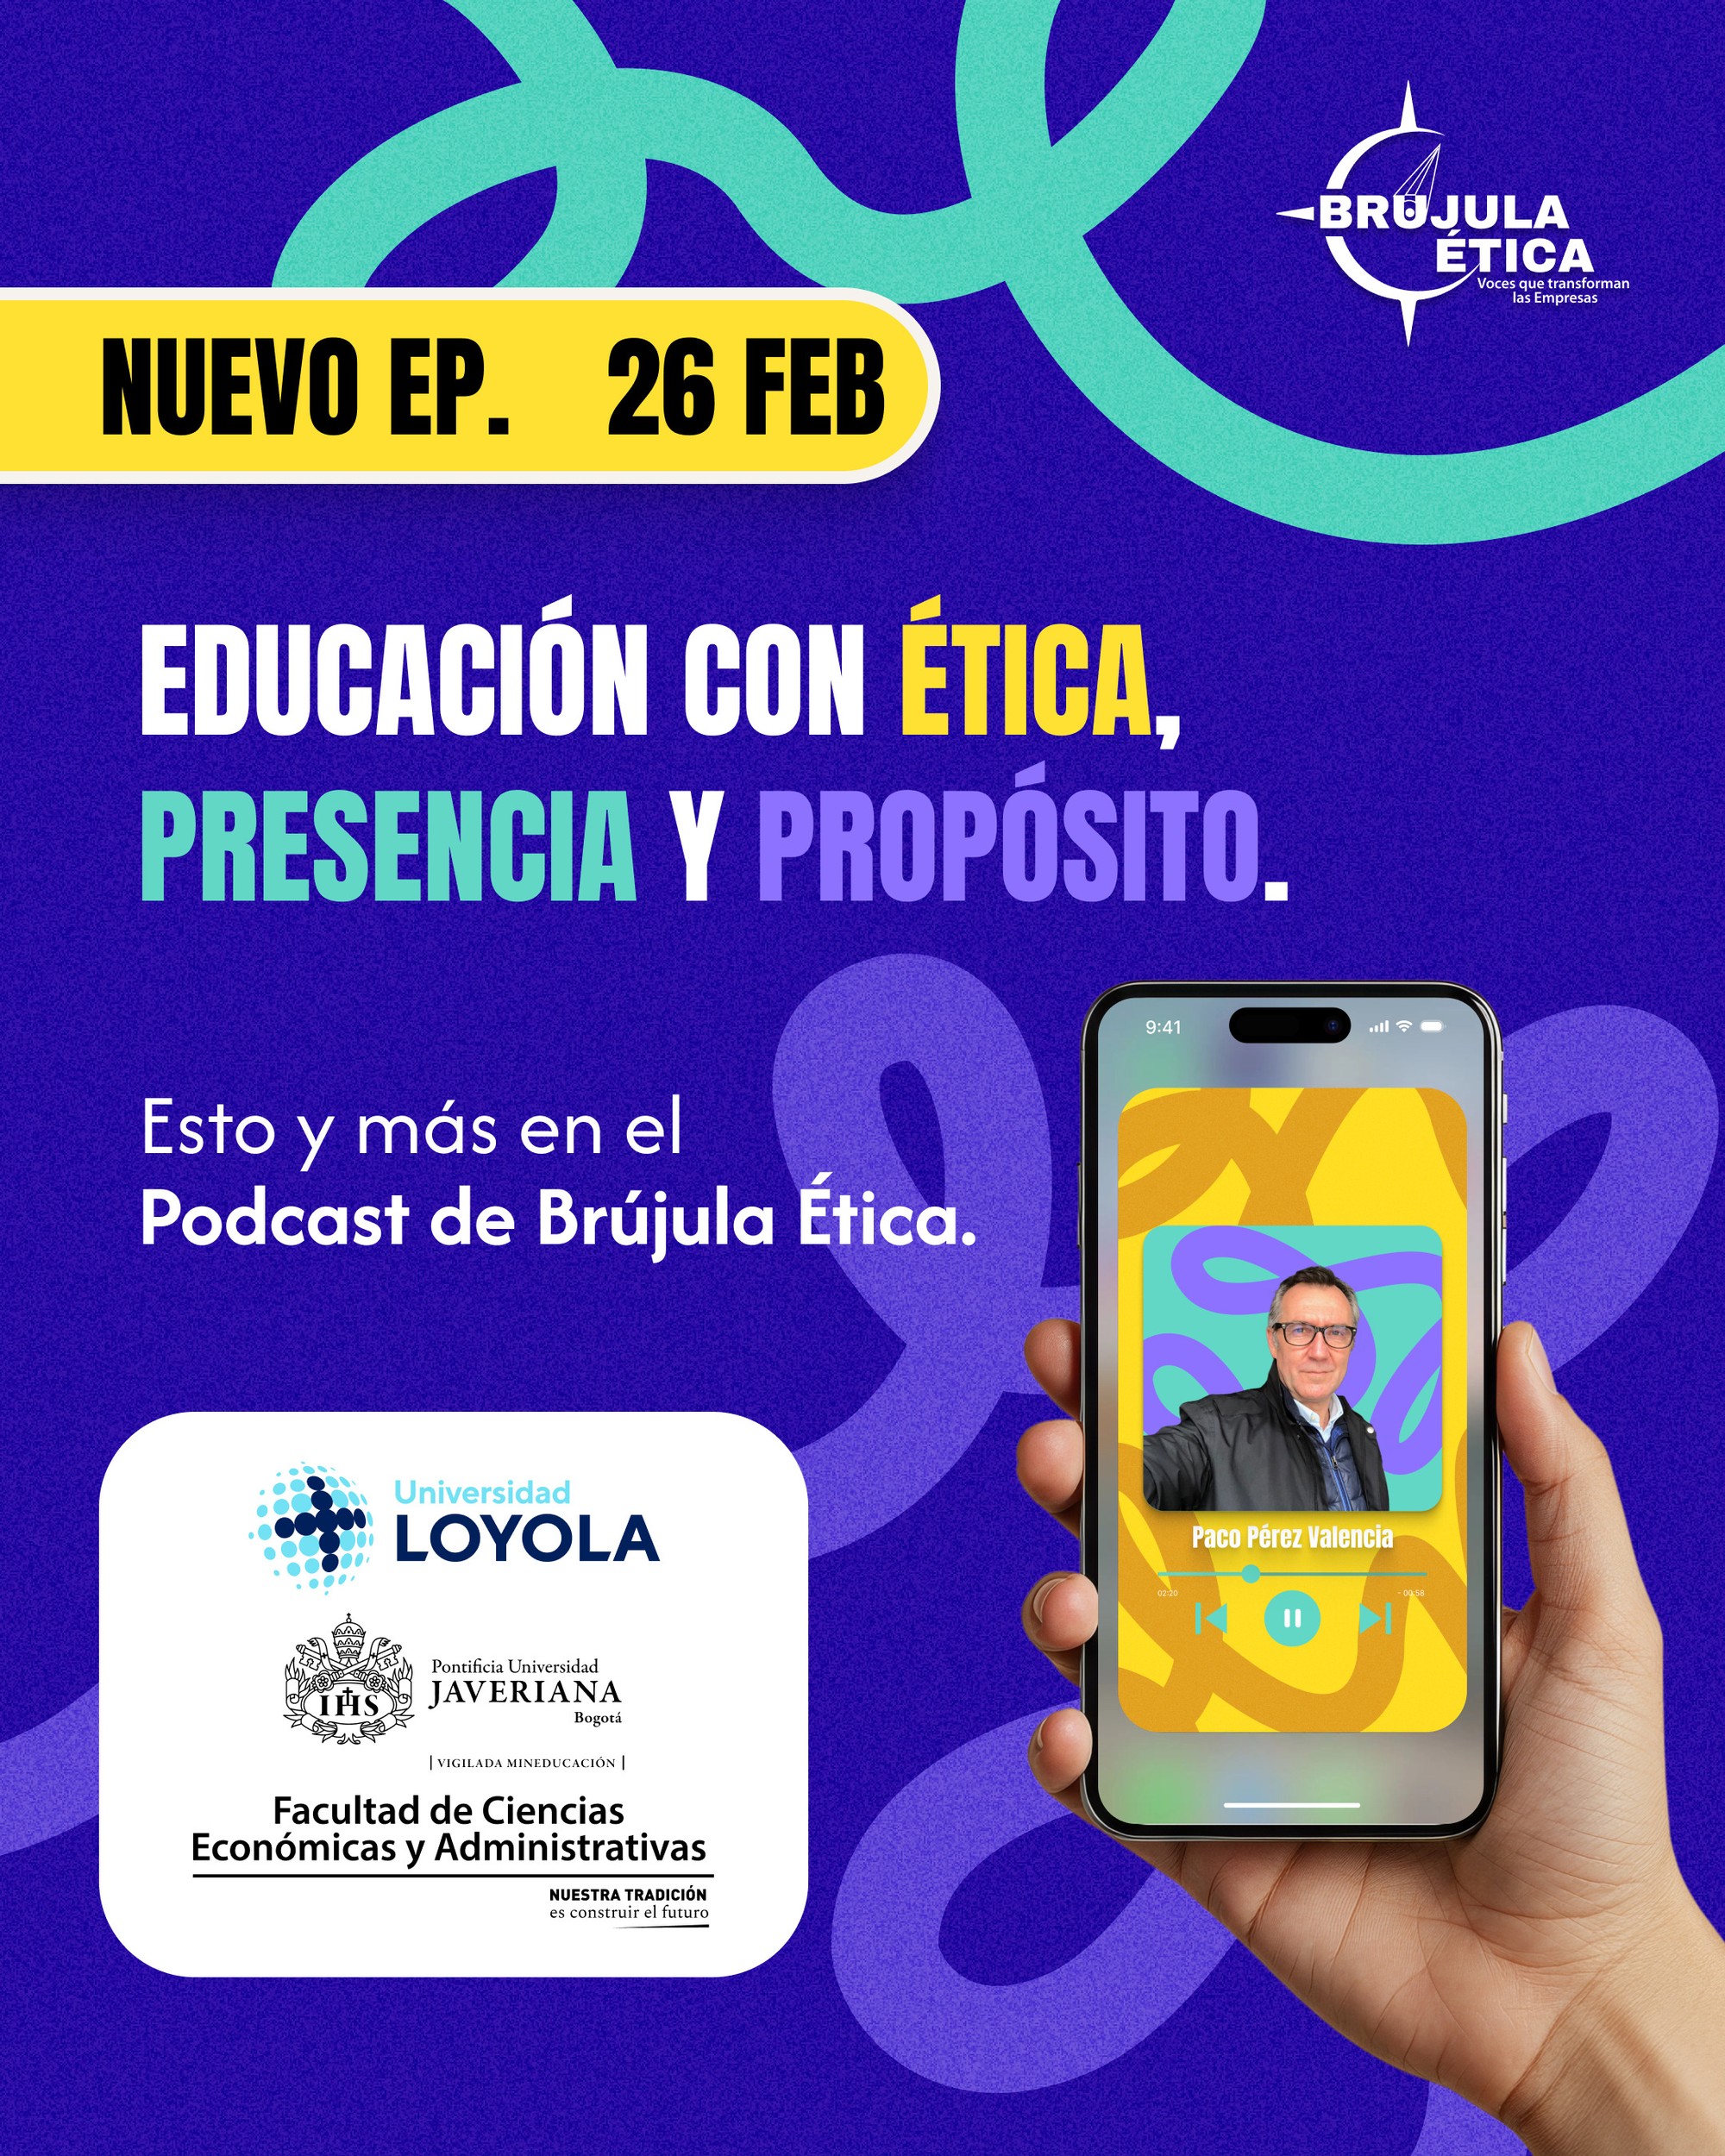 BRÚJULA
ÉTICA
Voces que transforman
las Empresas
NUEVO EP. 26 FEB
EDUCACIÓN CON ÉTICA,
PRESENCIA Y PROPÓSITO.
Esto y más en el
Podcast de Brújula Ética.
9:41
Paco Pérez Valencia
02:20 - 00:58
Universidad
LOYOLA
IHS
Pontificia Universidad
JAVERIANA
Bogotá
| VIGILADA MINEDUCACIÓN |
Facultad de Ciencias
Económicas y Administrativas
NUESTRA TRADICIÓN
es construir el futuro